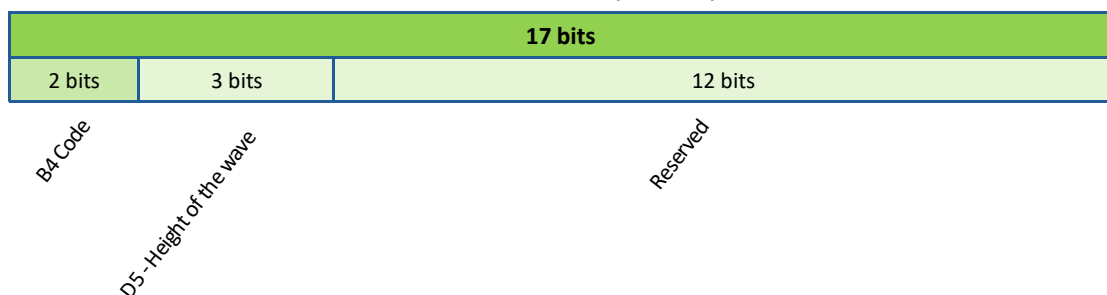 17 bits
2 bits 3 bits 12 bits
B4 Code
D5 - Height of the wave
Reserved